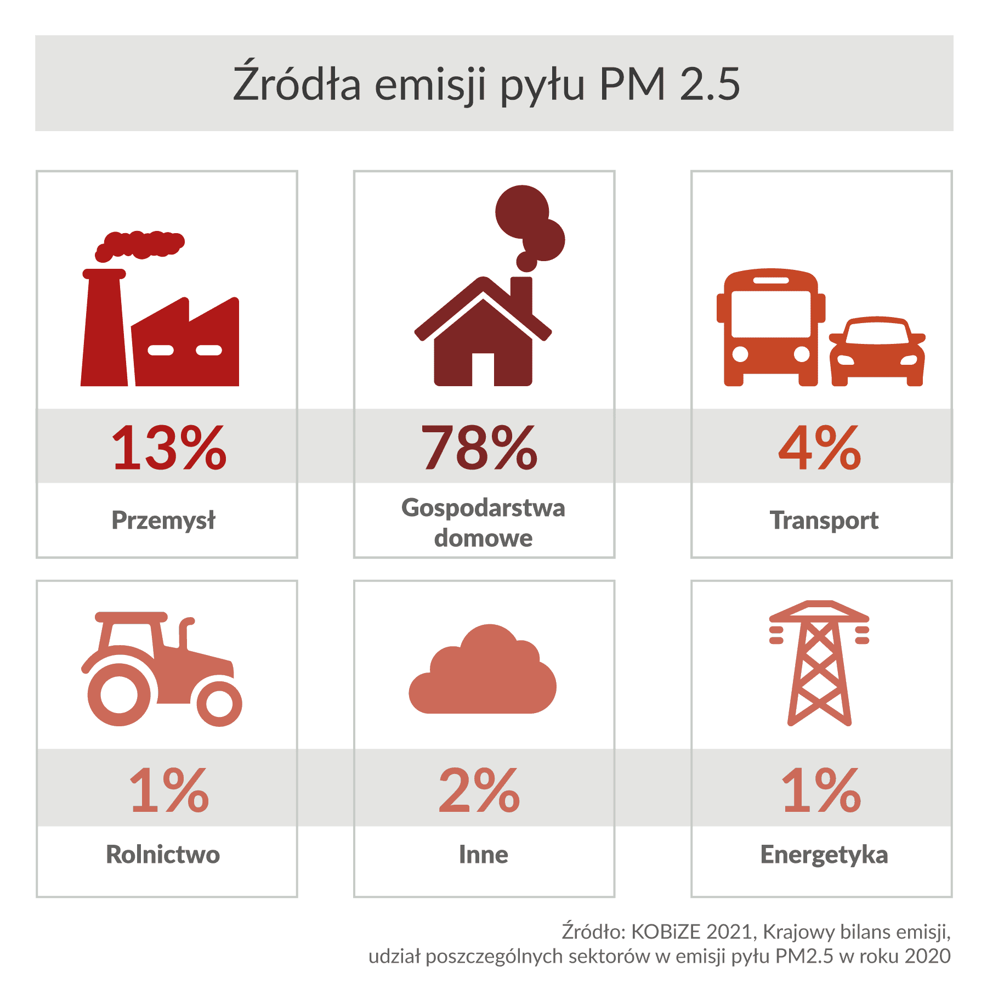 Źródła emisji pyłu PM 2.5
13%
Przemysł
78%
Gospodarstwa
domowe
4%
Transport
1%
Rolnictwo
2%
Inne
1%
Energetyka
Źródło: KOBiZE 2021, Krajowy bilans emisji,
udział poszczególnych sektorów w emisji pyłu PM2.5 w roku 2020